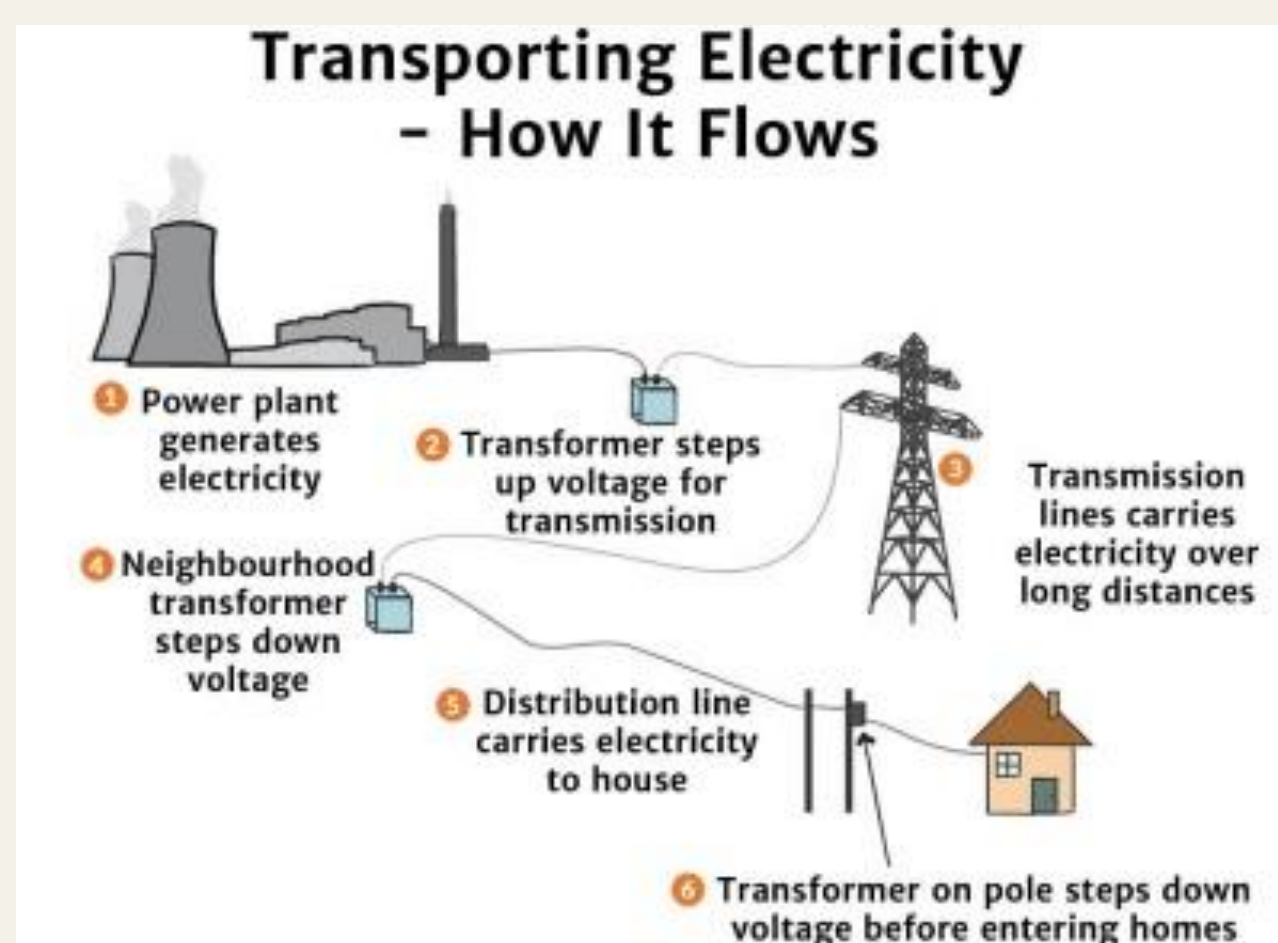 Transporting Electricity
- How It Flows
1 Power plant
generates
electricity
2 Transformer steps
up voltage for
transmission
3 Transmission
lines carries
electricity over
long distances
4 Neighbourhood
transformer
steps down
voltage
5 Distribution line
carries electricity
to house
6 Transformer on pole steps down
voltage before entering homes